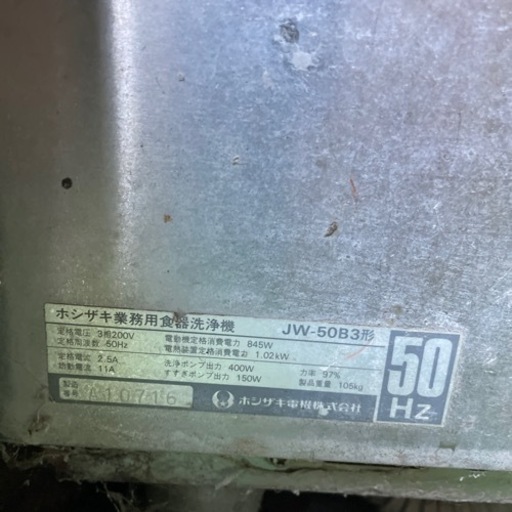 ホシザキ業務用食器洗浄機 JW-50B3形
定格電圧 3相200V 電動機定格消費電力 845W
定格周波数 50Hz 電熱装置定格消費電力 1.02kW
定格電流 2.5A 洗浄ポンプ出力 400W 力率 97%
始動電流 11A すすぎポンプ出力 150W 製品重量 105kg
製造番号 A10716 ホシザキ電機株式会社
50
Hz